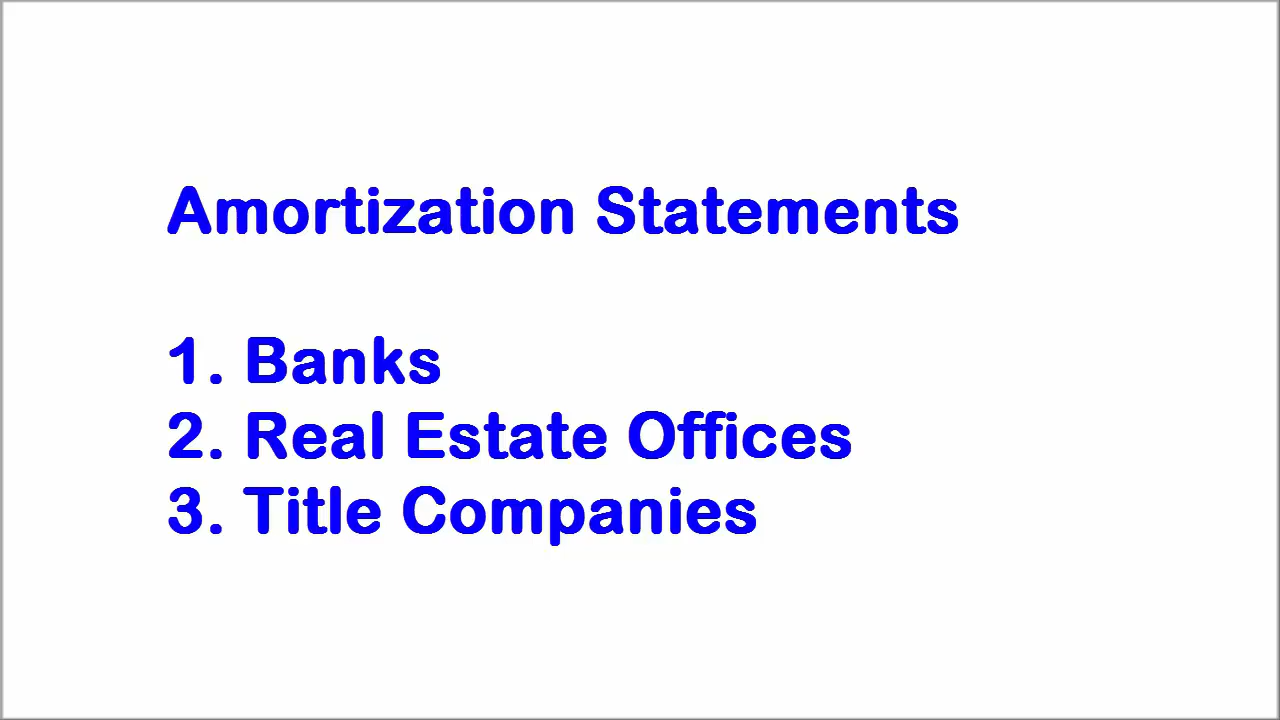 Amortization Statements
1. Banks
2. Real Estate Offices
3. Title Companies